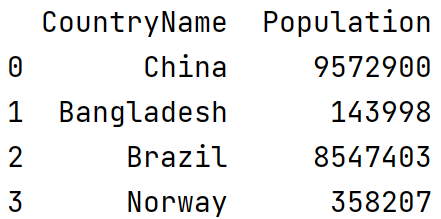 CountryName Population
0 China 9572900
1 Bangladesh 143998
2 Brazil 8547403
3 Norway 358207